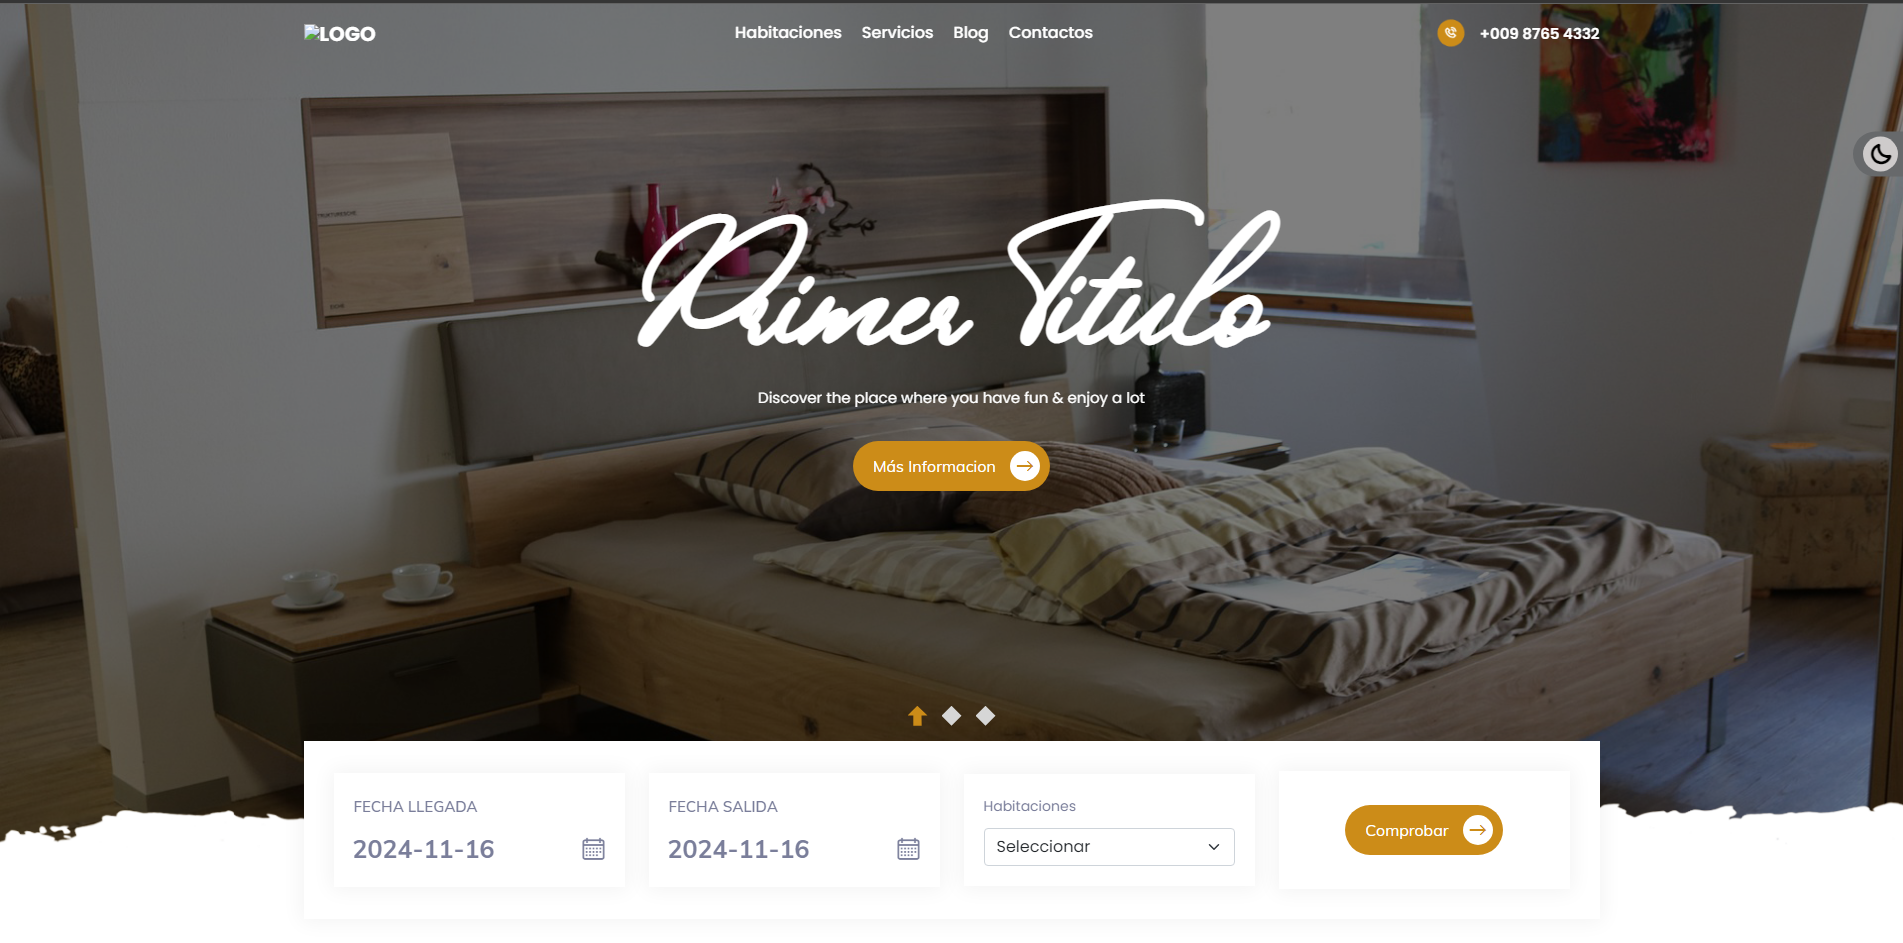 LOGO
Habitaciones Servicios Blog Contactos
+009 8765 4332
Primer Titulo
Discover the place where you have fun & enjoy a lot
Más Informacion
FECHA LLEGADA
2024-11-16
FECHA SALIDA
2024-11-16
Habitaciones
Seleccionar
Comprobar